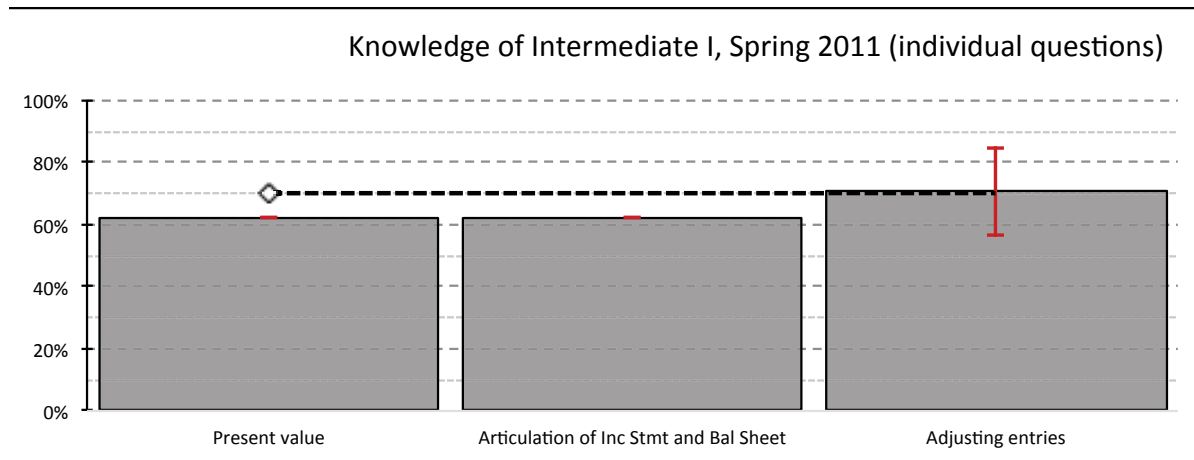 Knowledge of Intermediate I, Spring 2011 (individual questions)
100%
80%
60%
40%
20%
0%
Present value
Articulation of Inc Stmt and Bal Sheet
Adjusting entries